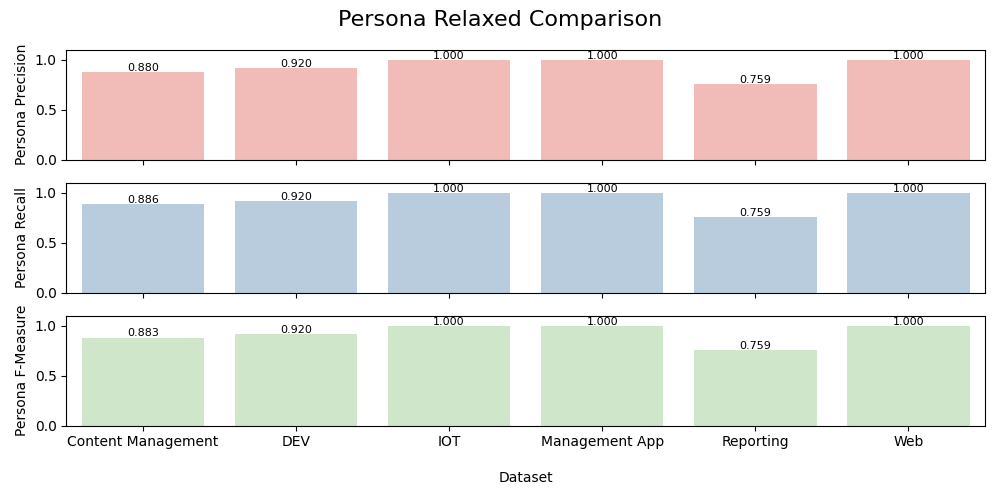 Persona Relaxed Comparison
Persona Precision
1.0
0.5
0.0
0.880
0.920
1.000
1.000
0.759
1.000
Persona Recall
1.0
0.5
0.0
0.886
0.920
1.000
1.000
0.759
1.000
Persona F-Measure
1.0
0.5
0.0
0.883
0.920
1.000
1.000
0.759
1.000
Content Management
DEV
IOT
Management App
Reporting
Web
Dataset